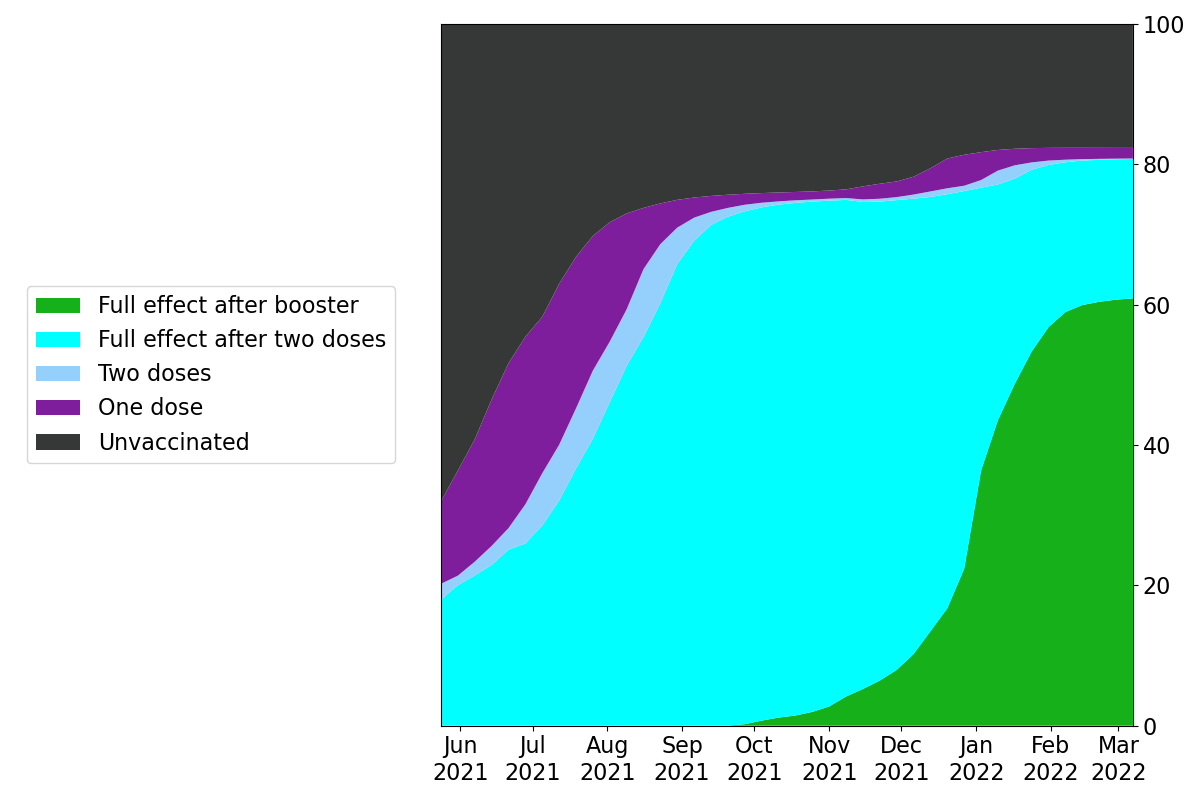 Full effect after booster
Full effect after two doses
Two doses
One dose
Unvaccinated
100
80
60
40
20
0
Jun Jul Aug Sep Oct Nov Dec Jan Feb Mar
2021 2021 2021 2021 2021 2021 2021 2022 2022 2022